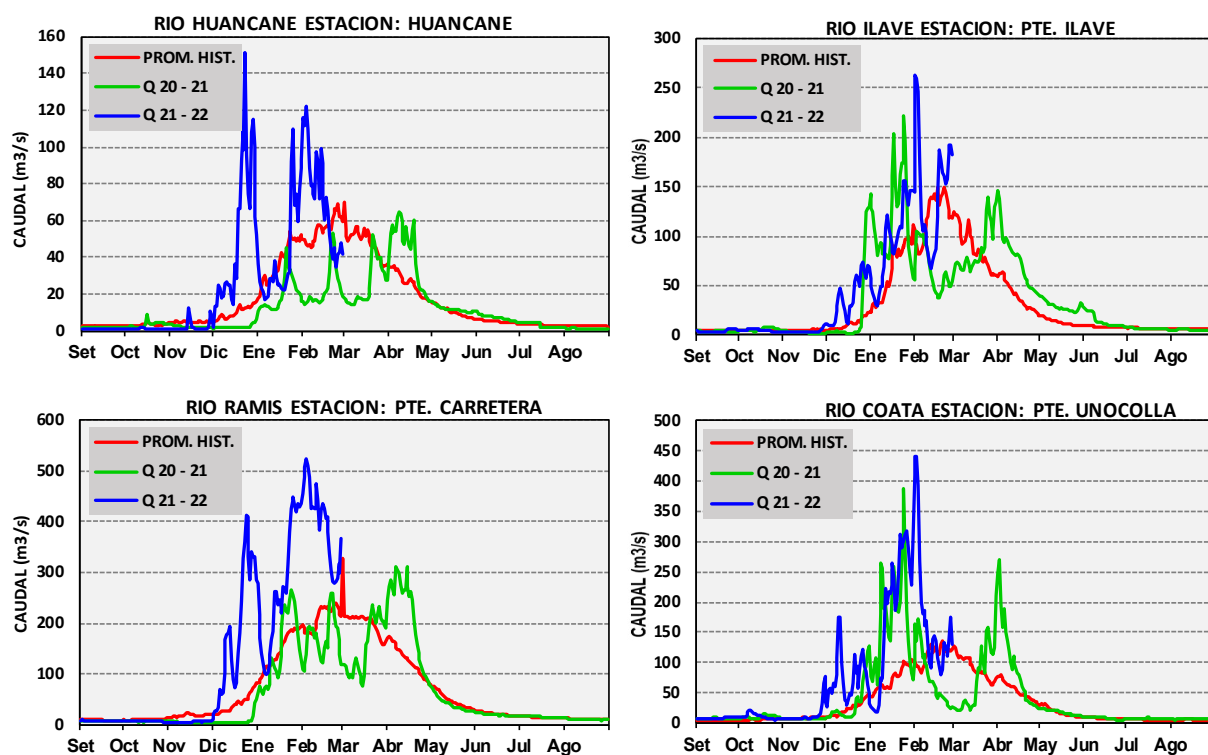 RIO HUANCANE ESTACION: HUANCANE
CAUDAL (m3/s)
160
140
120
100
80
60
40
20
0
PROM. HIST.
Q 20 - 21
Q 21 - 22
Set Oct Nov Dic Ene Feb Mar Abr May Jun Jul Ago
RIO ILAVE ESTACION: PTE. ILAVE
CAUDAL (m3/s)
300
250
200
150
100
50
0
PROM. HIST.
Q 20 - 21
Q 21 - 22
Set Oct Nov Dic Ene Feb Mar Abr May Jun Jul Ago
RIO RAMIS ESTACION: PTE. CARRETERA
CAUDAL (m3/s)
600
500
400
300
200
100
0
PROM. HIST.
Q 20 - 21
Q 21 - 22
Set Oct Nov Dic Ene Feb Mar Abr May Jun Jul Ago
RIO COATA ESTACION: PTE. UNOCOLLA
CAUDAL (m3/s)
500
450
400
350
300
250
200
150
100
50
0
PROM. HIST.
Q 20 - 21
Q 21 - 22
Set Oct Nov Dic Ene Feb Mar Abr May Jun Jul Ago